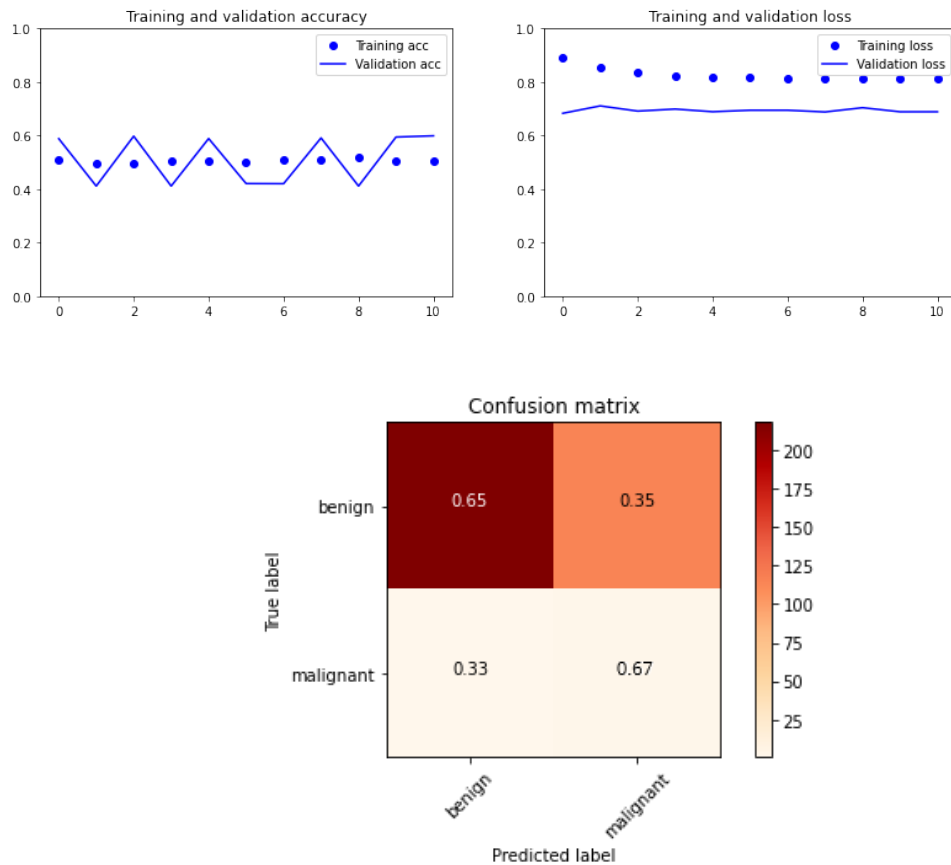 Training and validation accuracy
1.0
0.8
0.6
0.4
0.2
0.0
0 2 4 6 8 10
Training acc
Validation acc
Training and validation loss
1.0
0.8
0.6
0.4
0.2
0.0
0 2 4 6 8 10
Training loss
Validation loss
Confusion matrix
True label
benign
malignant
0.65 0.35
0.33 0.67
benign
malignant
Predicted label
200
175
150
125
100
75
50
25